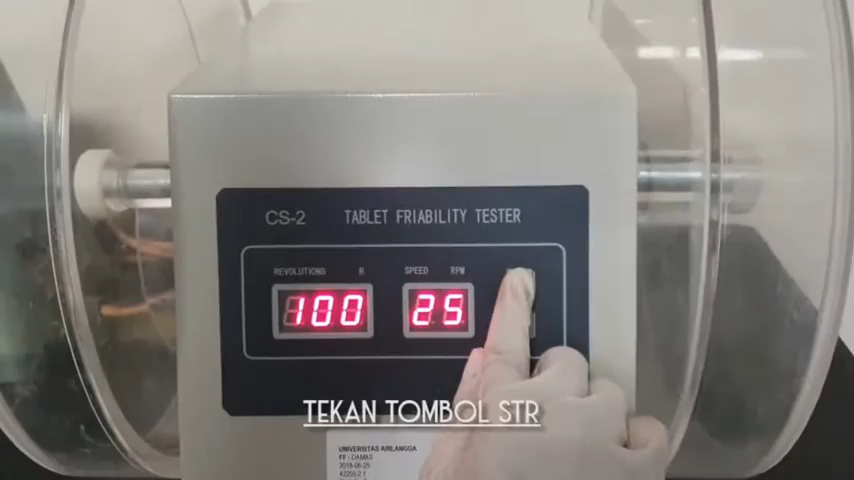 CS-2 TABLET FRIABILITY TESTER
REVOLUTIONS R SPEED RPM
100 25
TEKAN TOMBOL STR
UNIVERSITAS AIRLANGGA
FF - DAMAS
2018-06-29